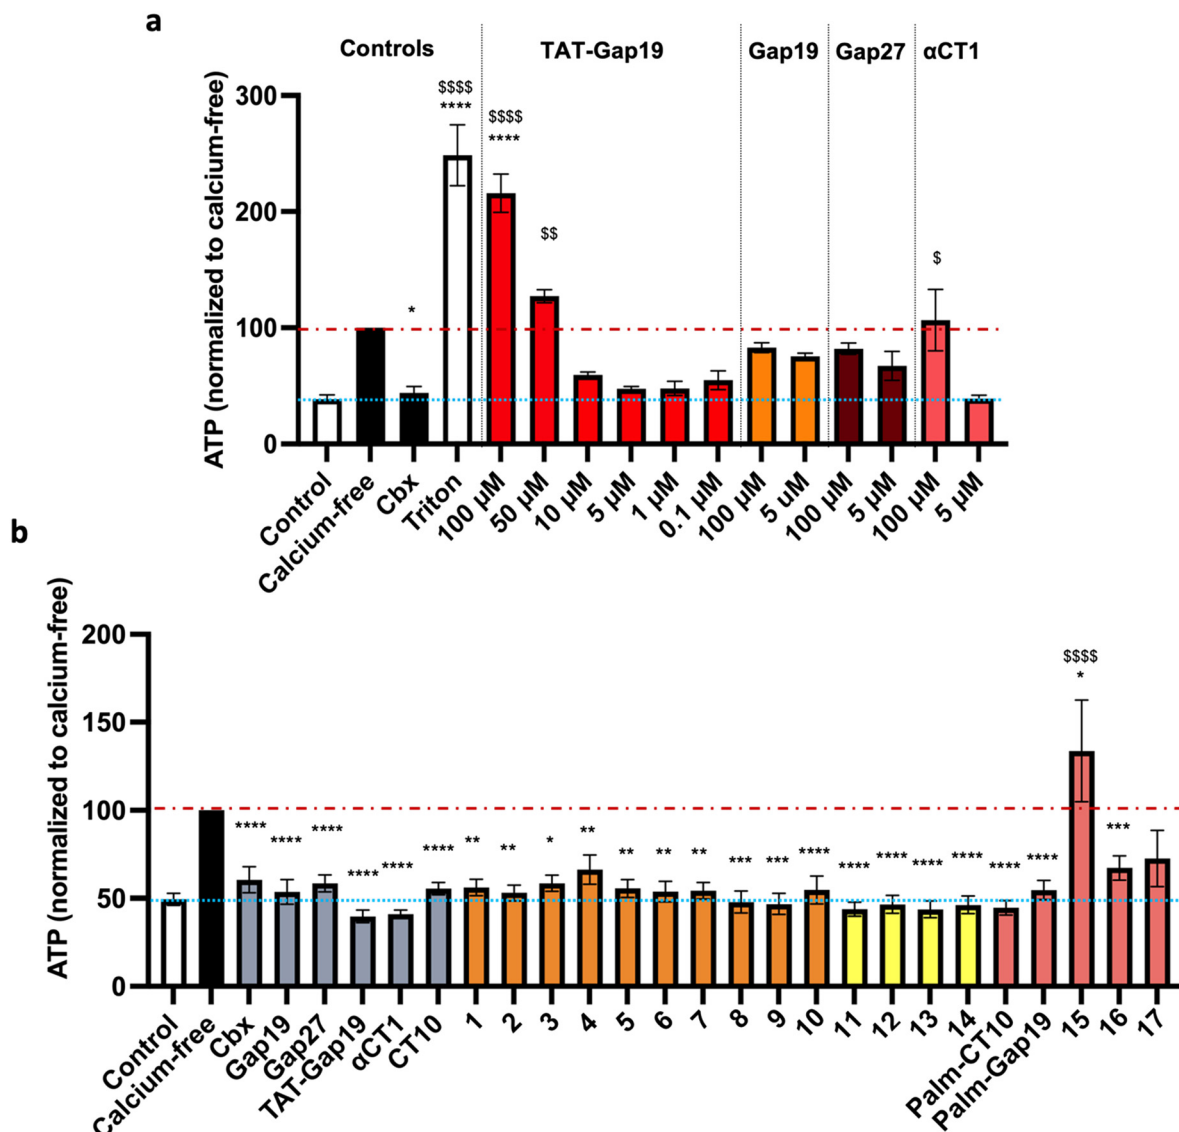 a
Controls TAT-Gap19 Gap19 Gap27 αCT1
ATP (normalized to calcium-free)
300
200
100
0
$$$$
****
$$$$
****
$$
*
$
Control
Calcium-free
Cbx
Triton
100 µM
50 µM
10 µM
5 µM
1 µM
0.1 µM
100 µM
5 uM
100 µM
5 µM
100 µM
5 µM
b
ATP (normalized to calcium-free)
200
150
100
50
0
****
****
****
****
****
****
**
**
*
**
**
**
**
***
***
****
****
****
****
****
****
****
$$$$
*
***
Control
Calcium-free
Cbx
Gap19
Gap27
TAT-Gap19
αCT1
CT10
1
2
3
4
5
6
7
8
9
10
11
12
13
14
Palm-CT10
Palm-Gap19
15
16
17